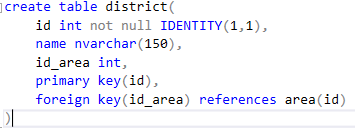 create table district(
id int not null IDENTITY(1,1),
name nvarchar(150),
id_area int,
primary key(id),
foreign key(id_area) references area(id)
)